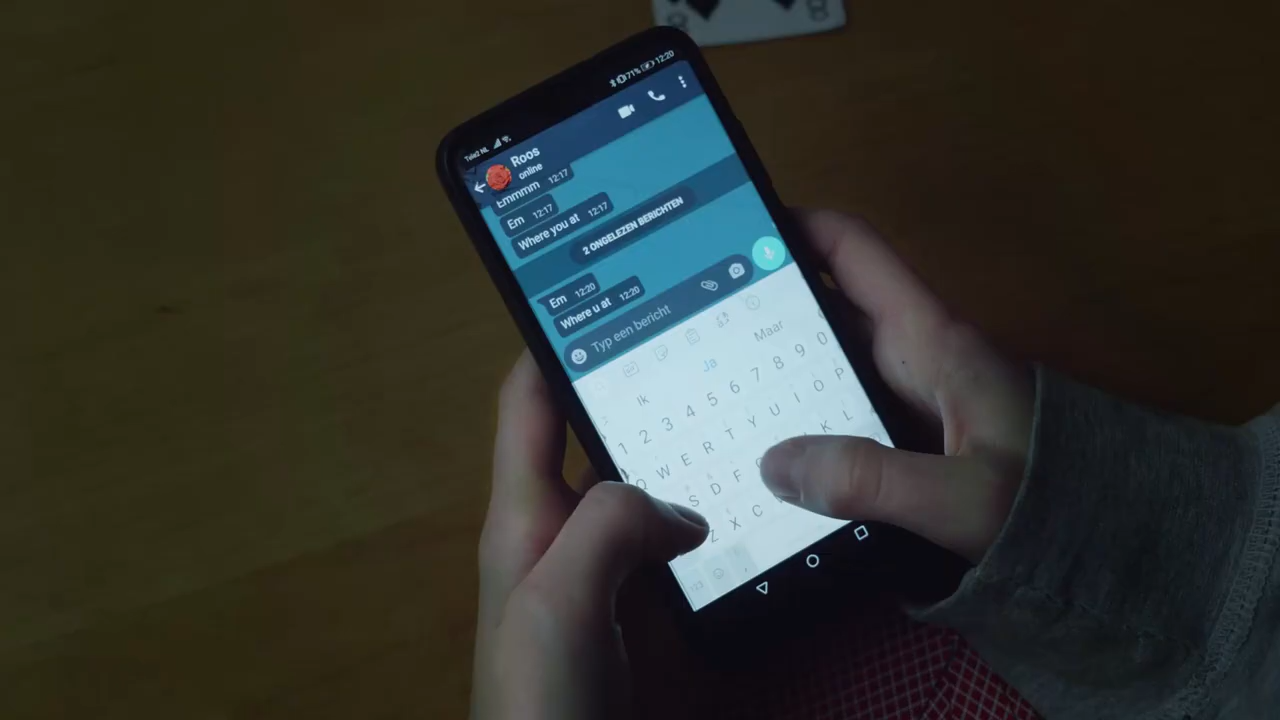 Tele2 NL 71% 12:20
Roos
online
Emmmm 12:17
Em 12:17
Where you at 12:17
2 ONGELEZEN BERICHTEN
Em 12:20
Where u at 12:20
Typ een bericht
Ik Ja Maar
1 2 3 4 5 6 7 8 9 0
Q W E R T Y U I O P
S D F K L
Z X C
8